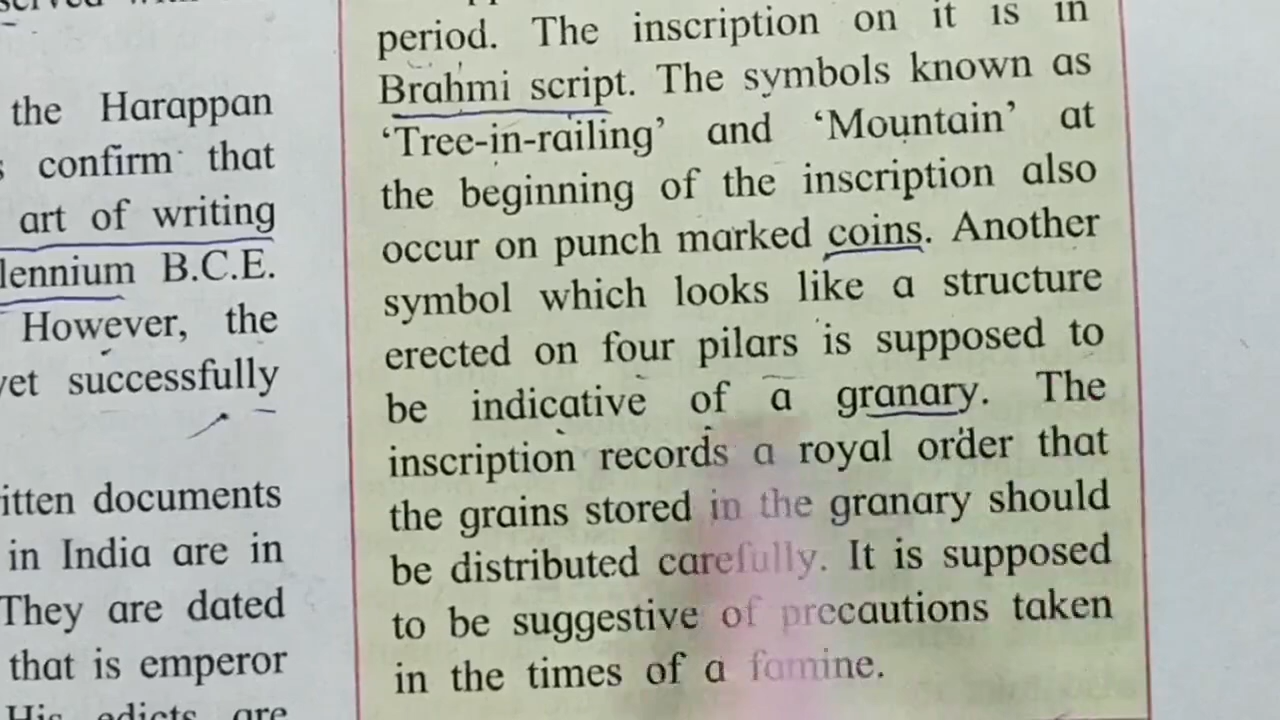 the Harappan
confirm that
art of writing
lennium B.C.E.
However, the
yet successfully
itten documents
in India are in
They are dated
that is emperor
His edicts are
period. The inscription on it is in
Brahmi script. The symbols known as
‘Tree-in-railing’ and ‘Mountain’ at
the beginning of the inscription also
occur on punch marked coins. Another
symbol which looks like a structure
erected on four pilars is supposed to
be indicative of a granary. The
inscription records a royal order that
the grains stored in the granary should
be distributed carefully. It is supposed
to be suggestive of precautions taken
in the times of a famine.